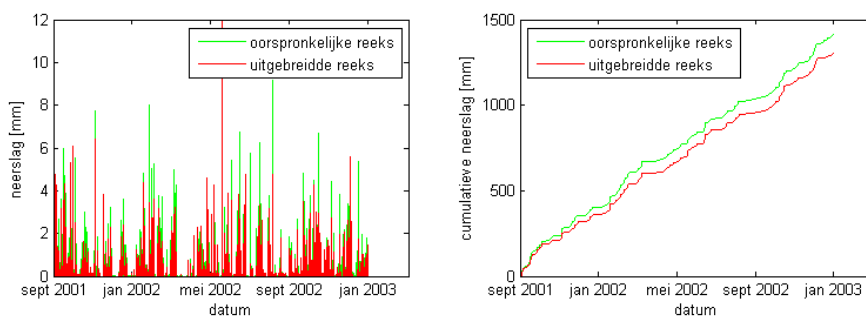 12
10
8
6
4
2
0
neerslag [mm]
oorspronkelijke reeks
uitgebreidde reeks
sept 2001 jan 2002 mei 2002 sept 2002 jan 2003
datum
1500
1000
500
0
cumulatieve neerslag [mm]
oorspronkelijke reeks
uitgebreidde reeks
sept 2001 jan 2002 mei 2002 sept 2002 jan 2003
datum